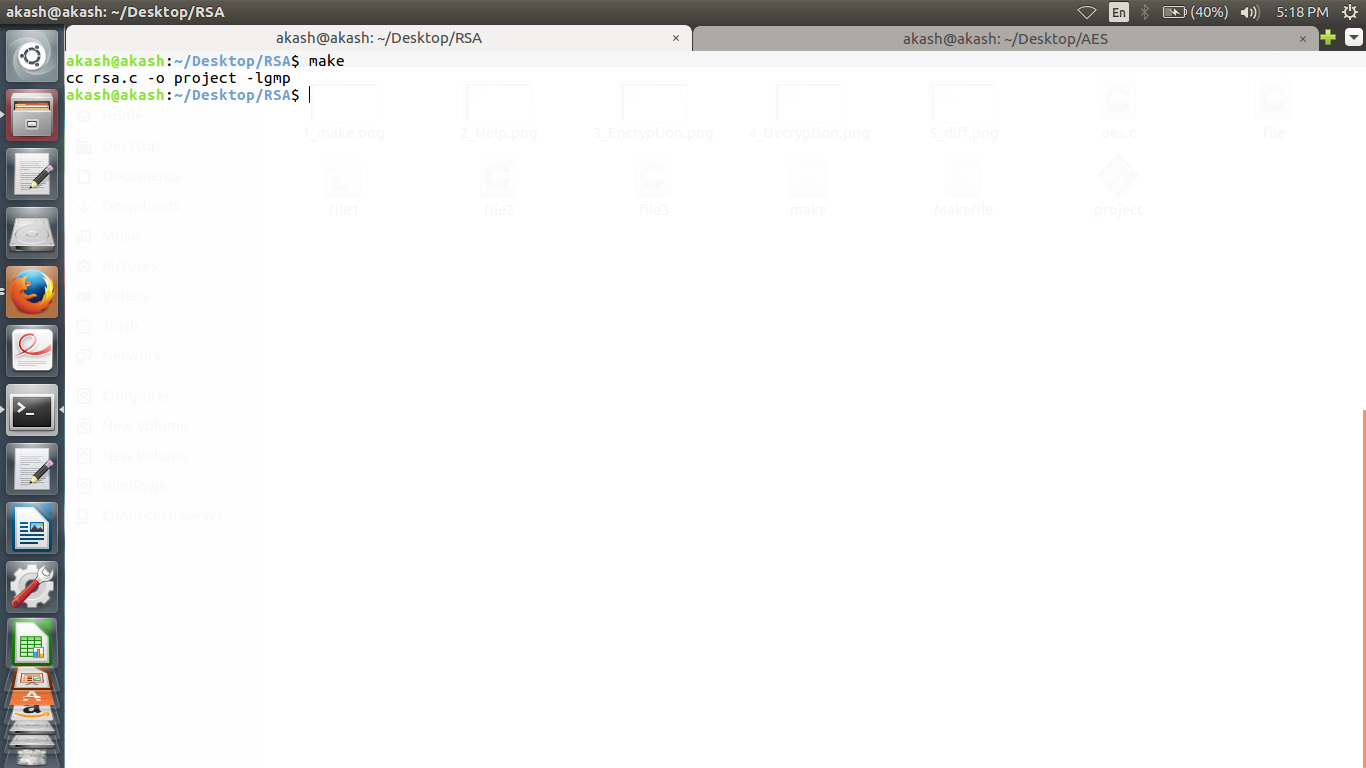 akash@akash: ~/Desktop/RSA
En
(40%)
5:18 PM
akash@akash: ~/Desktop/RSA × akash@akash: ~/Desktop/AES ×
akash@akash:~/Desktop/RSA$ make
cc rsa.c -o project -lgmp
akash@akash:~/Desktop/RSA$
Home
1_make.png 2_Help.png 3_Encryption.png 4_Decryption.png 5_diff.png aes.c file
Desktop
Documents
Downloads
file1 file2 file3 make Makefile project
Music
Pictures
Videos
Trash
Network
Computer
New Volume
New Volume
Windows
Connect to Server